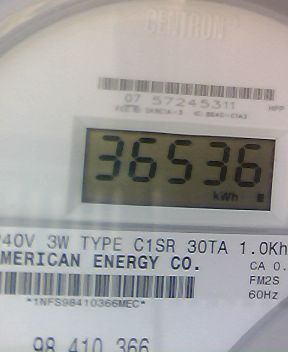 CENTRON
07 57245311
HPP
36536
kWh
240V 3W TYPE C1SR 30TA 1.0Kh
AMERICAN ENERGY CO.
CA 0.
FM2S
60Hz
*1NFS98410366MEC*
98 410 366